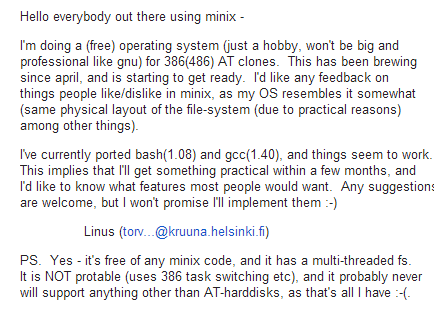 Hello everybody out there using minix -
I'm doing a (free) operating system (just a hobby, won't be big and
professional like gnu) for 386(486) AT clones. This has been brewing
since april, and is starting to get ready. I'd like any feedback on
things people like/dislike in minix, as my OS resembles it somewhat
(same physical layout of the file-system (due to practical reasons)
among other things).
I've currently ported bash(1.08) and gcc(1.40), and things seem to work.
This implies that I'll get something practical within a few months, and
I'd like to know what features most people would want. Any suggestions
are welcome, but I won't promise I'll implement them :-)
Linus (torv...@kruuna.helsinki.fi)
PS. Yes - it's free of any minix code, and it has a multi-threaded fs.
It is NOT protable (uses 386 task switching etc), and it probably never
will support anything other than AT-harddisks, as that's all I have :-(.